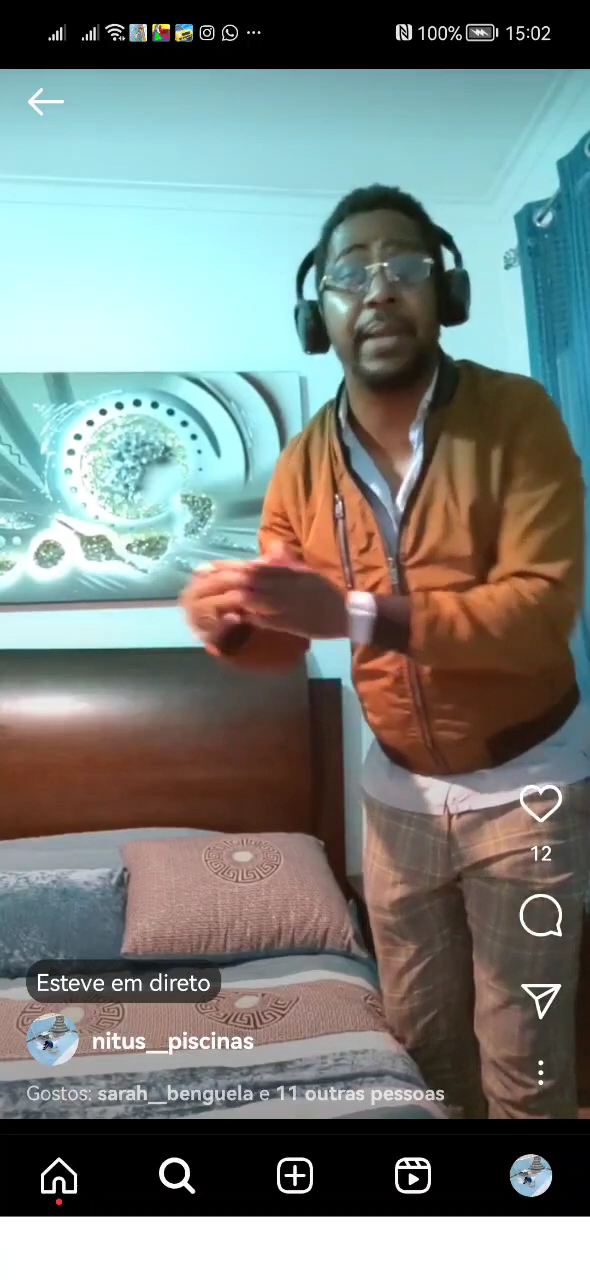 100% 15:02
12
Esteve em direto
nitus__piscinas
Gostos: sarah__benguela e 11 outras pessoas